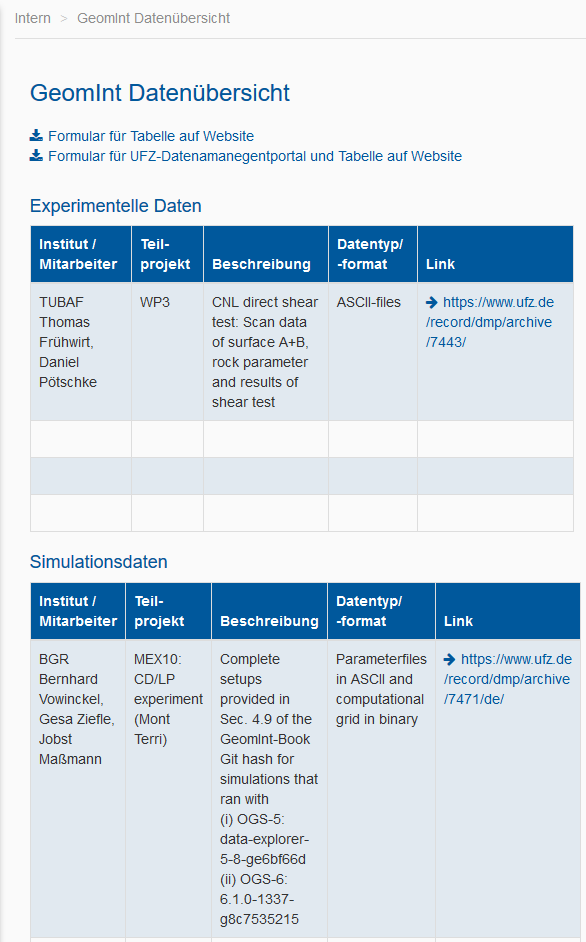 Intern > GeomInt Datenübersicht
GeomInt Datenübersicht
Formular für Tabelle auf Website
Formular für UFZ-Datenamanegentportal und Tabelle auf Website
Experimentelle Daten
Institut /
Mitarbeiter
Teil-
projekt
Beschreibung
Datentyp/
-format
Link
TUBAF
Thomas
Frühwirt,
Daniel
Pötschke
WP3
CNL direct shear
test: Scan data
of surface A+B,
rock parameter
and results of
shear test
ASCII-files
https://www.ufz.de
/record/dmp/archive
/7443/
Simulationsdaten
Institut /
Mitarbeiter
Teil-
projekt
Beschreibung
Datentyp/
-format
Link
BGR
Bernhard
Vowinckel,
Gesa Ziefle,
Jobst
Maßmann
MEX10:
CD/LP
experiment
(Mont
Terri)
Complete
setups
provided in
Sec. 4.9 of the
GeomInt-Book
Git hash for
simulations that
ran with
(i) OGS-5:
data-explorer-
5-8-ge6bf66d
(ii) OGS-6:
6.1.0-1337-
g8c7535215
Parameterfiles
in ASCII and
computational
grid in binary
https://www.ufz.de
/record/dmp/archive
/7471/de/